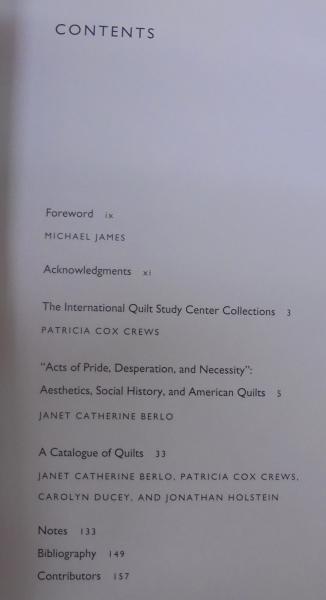 CONTENTS
Foreword ix
MICHAEL JAMES
Acknowledgments xi
The International Quilt Study Center Collections 3
PATRICIA COX CREWS
"Acts of Pride, Desperation, and Necessity":
Aesthetics, Social History, and American Quilts 5
JANET CATHERINE BERLO
A Catalogue of Quilts 33
JANET CATHERINE BERLO, PATRICIA COX CREWS,
CAROLYN DUCEY, AND JONATHAN HOLSTEIN
Notes 133
Bibliography 149
Contributors 157